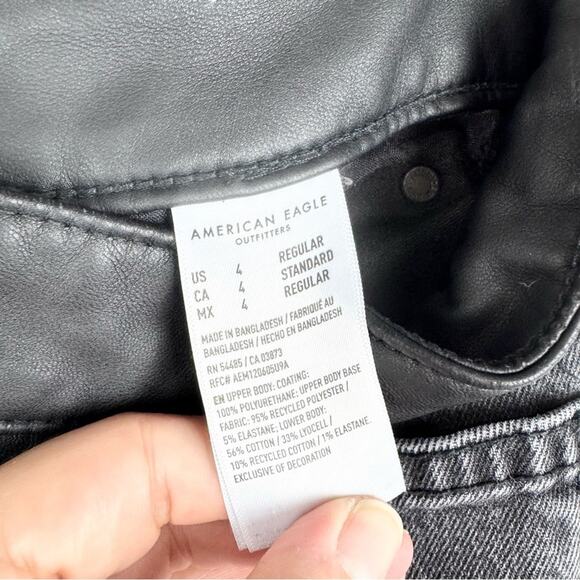 AMERICAN EAGLE
OUTFITTERS
US 4 REGULAR
CA 4 STANDARD
MX 4 REGULAR
MADE IN BANGLADESH / FABRIQUÉ AU
BANGLADESH / HECHO EN BANGLADESH
RN 54485 / CA 03873
RFC# AEM120605U9A
EN UPPER BODY: COATING:
100% POLYURETHANE; UPPER BODY BASE
FABRIC: 95% RECYCLED POLYESTER /
5% ELASTANE; LOWER BODY:
56% COTTON / 33% LYOCELL /
10% RECYCLED COTTON / 1% ELASTANE.
EXCLUSIVE OF DECORATION